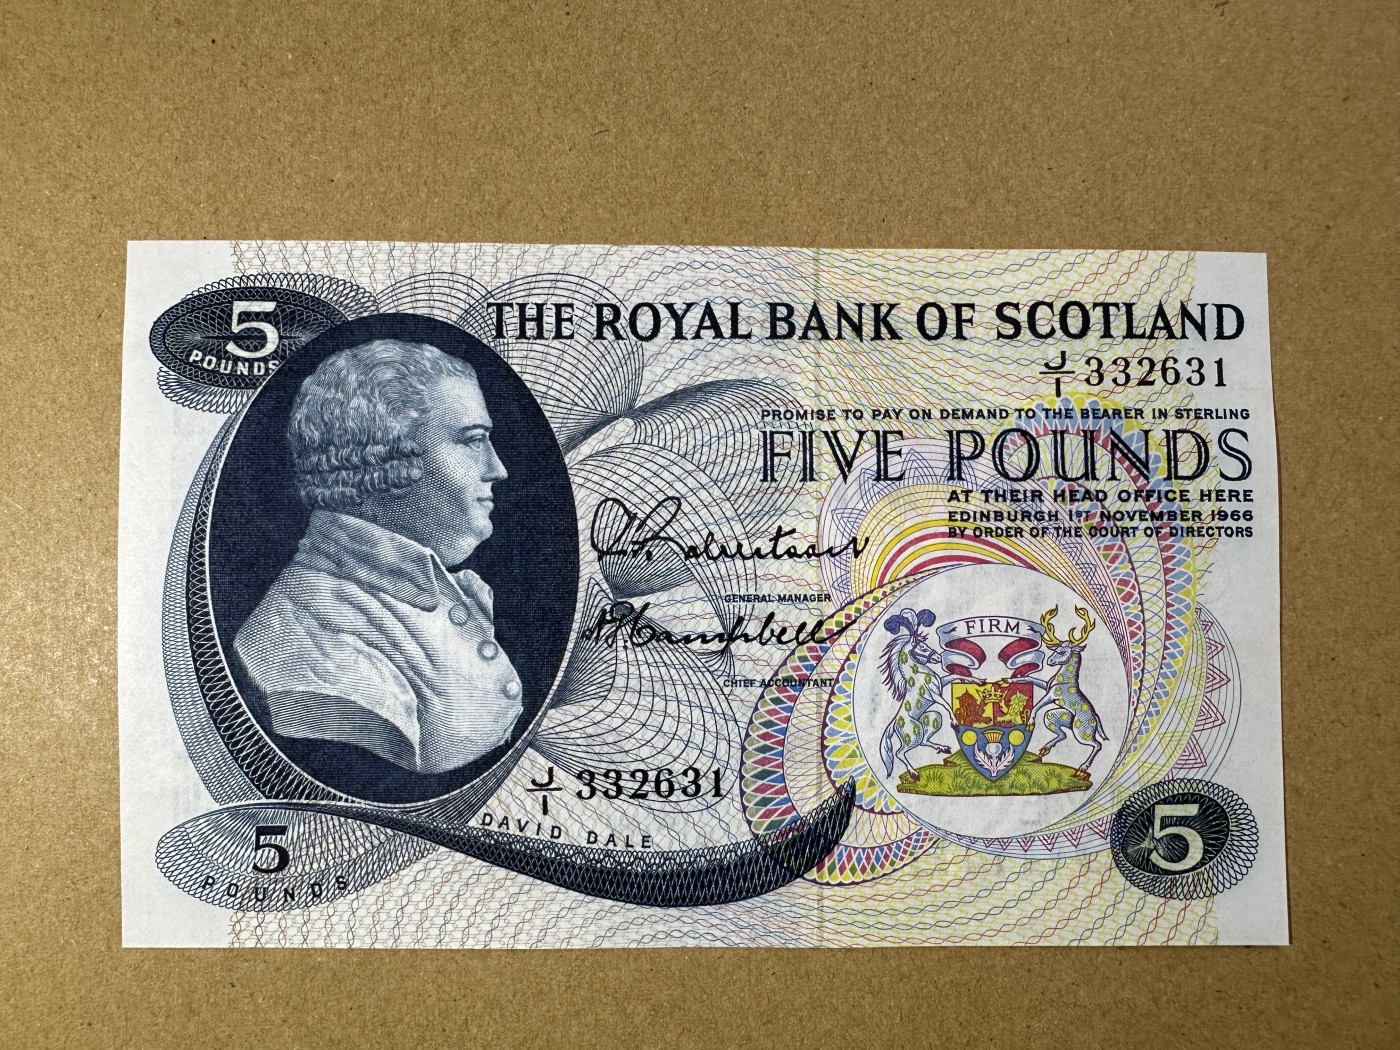 5
POUNDS
THE ROYAL BANK OF SCOTLAND
J/1 332631
PROMISE TO PAY ON DEMAND TO THE BEARER IN STERLING
FIVE POUNDS
AT THEIR HEAD OFFICE HERE
EDINBURGH 1ST NOVEMBER 1966
BY ORDER OF THE COURT OF DIRECTORS
Robertson
GENERAL MANAGER
Campbell
CHIEF ACCOUNTANT
FIRM
J/1 332631
DAVID DALE
5
POUNDS
5